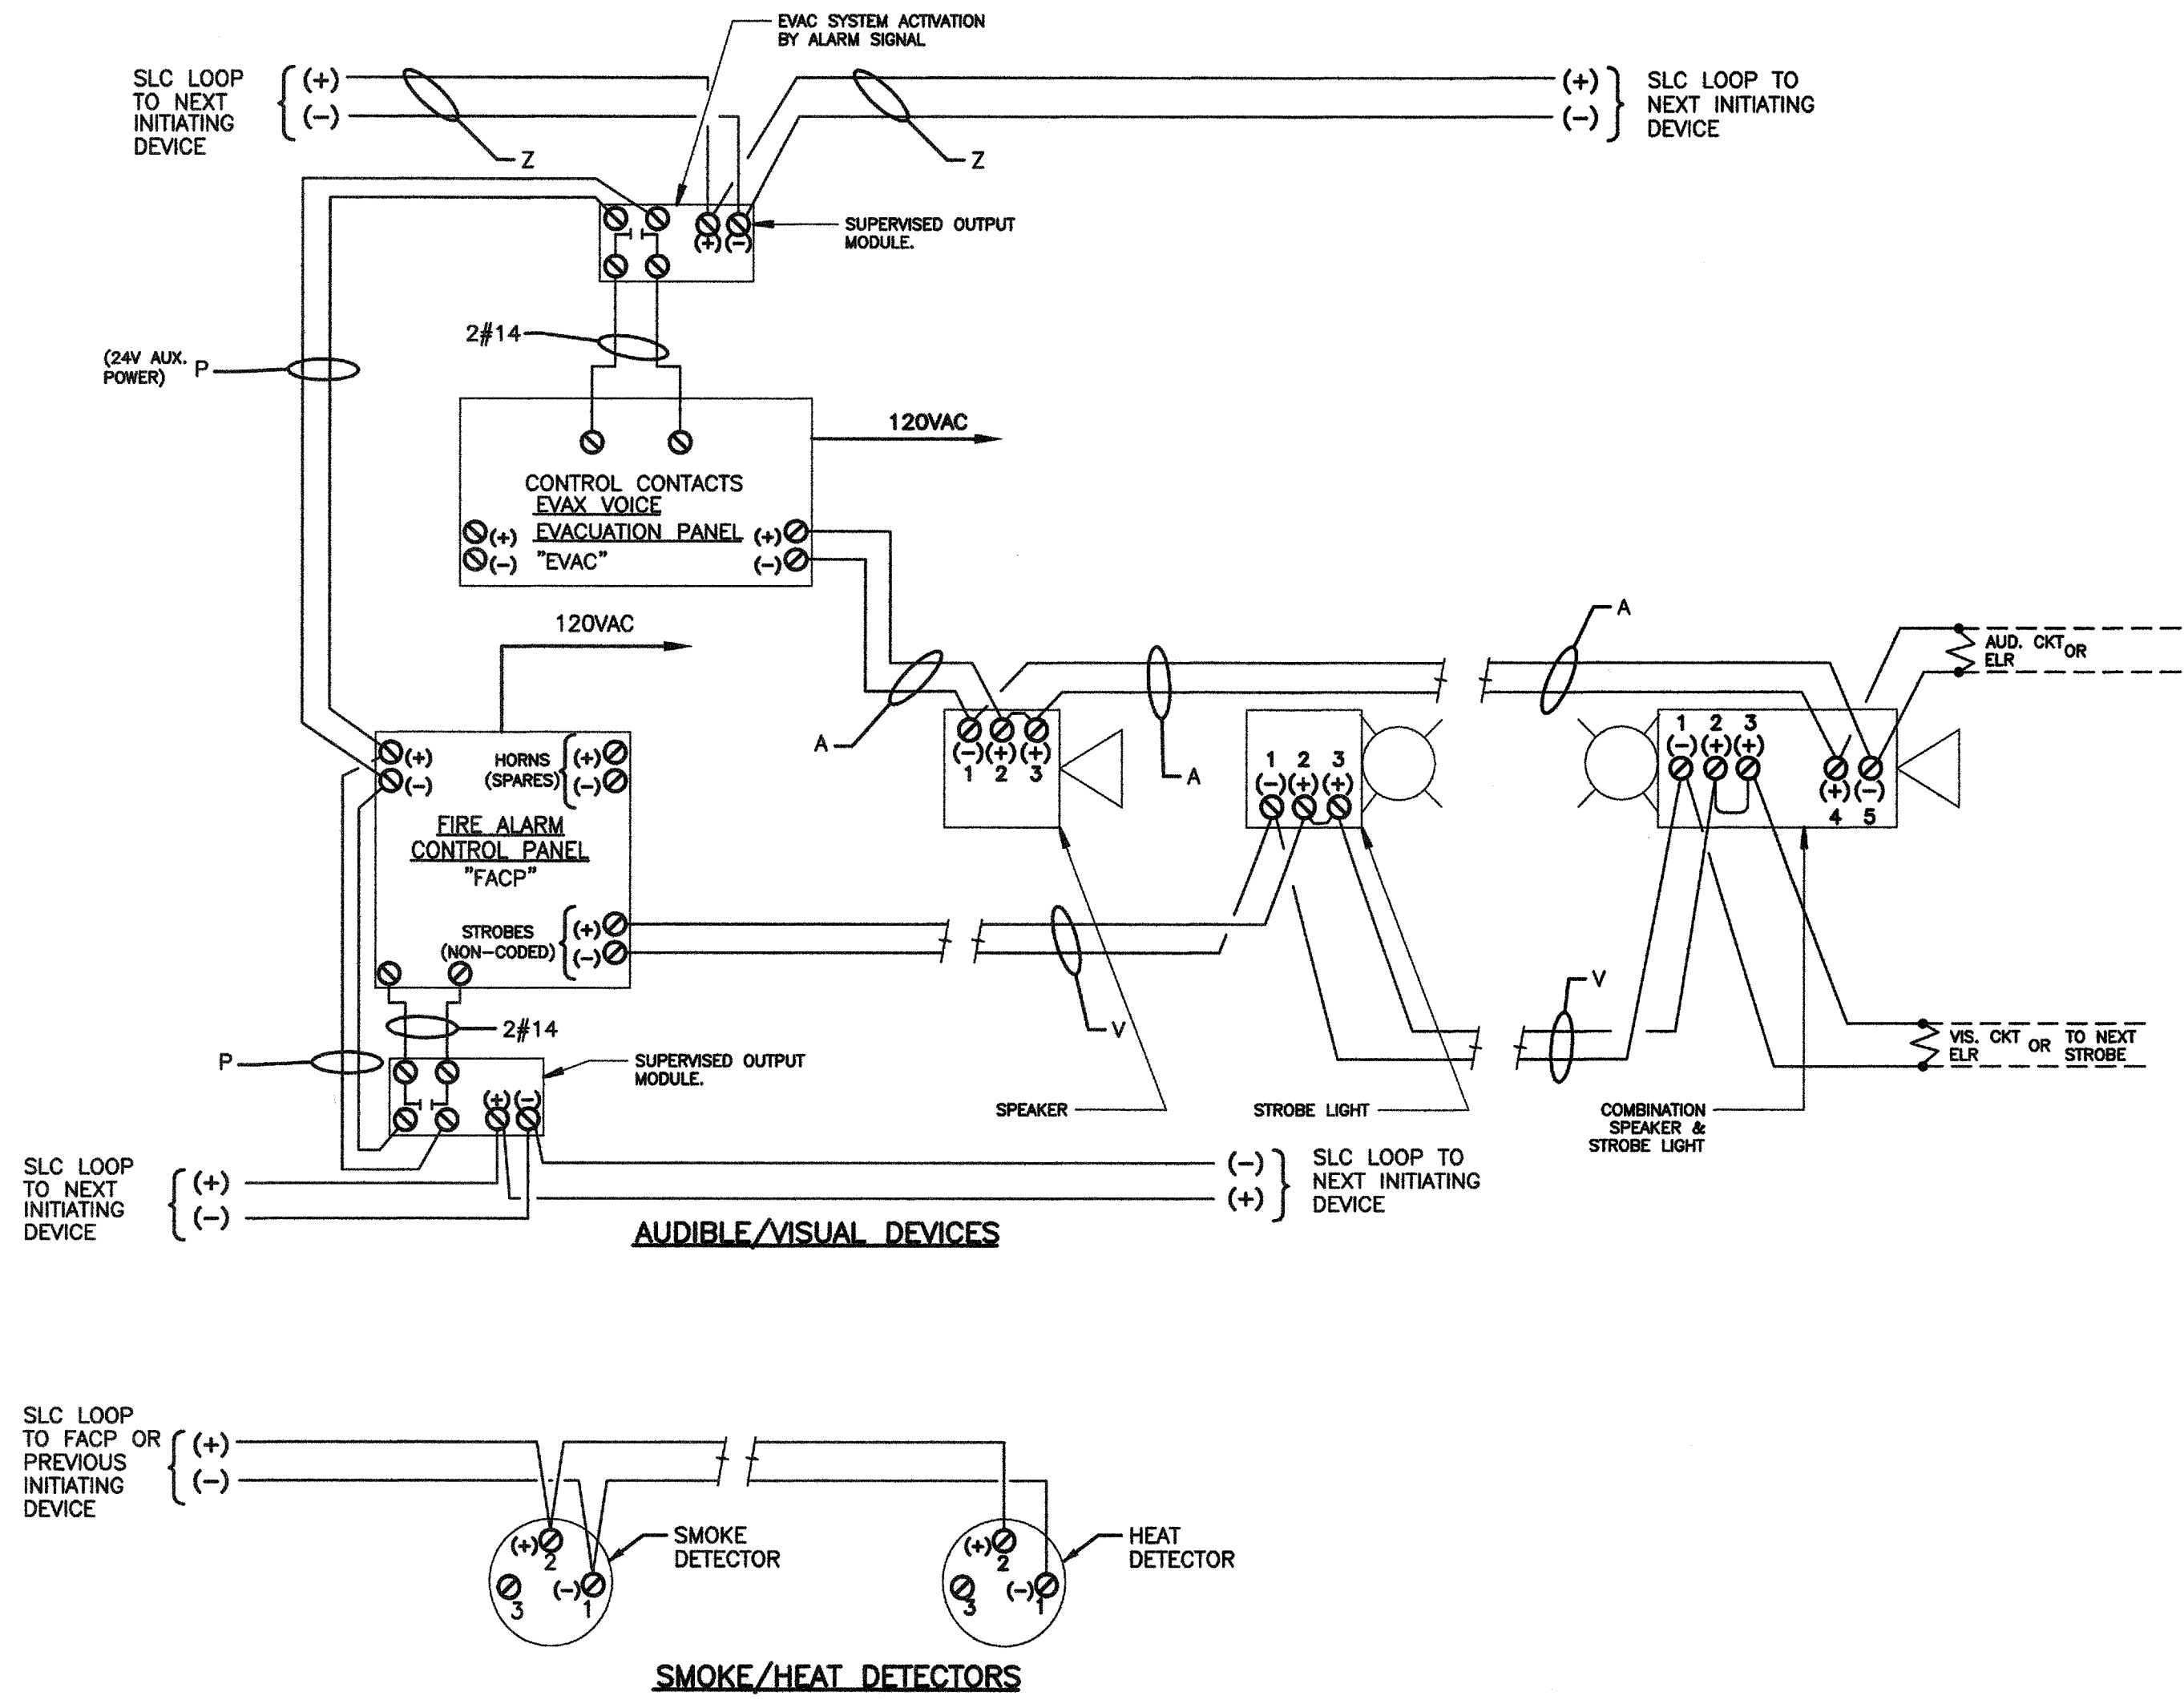 EVAC SYSTEM ACTIVATION
BY ALARM SIGNAL
SLC LOOP
TO NEXT
INITIATING
DEVICE
(+)
(-)
Z
Z
(+)
(-)
SLC LOOP TO
NEXT INITIATING
DEVICE
(+) (-)
SUPERVISED OUTPUT
MODULE.
2#14
(24V AUX.
POWER)
P
120VAC
CONTROL CONTACTS
EVAX VOICE
EVACUATION PANEL
"EVAC"
(+)
(-)
(+)
(-)
120VAC
A
A
A
AUD. CKT
ELR
OR
(-) (+) (+)
1 2 3
1 2 3
(-) (+) (+)
1 2 3
(-) (+) (+)
(+) (-)
4 5
(+)
(-)
HORNS
(SPARES)
(+)
(-)
FIRE ALARM
CONTROL PANEL
"FACP"
STROBES
(NON-CODED)
(+)
(-)
V
V
2#14
P
SUPERVISED OUTPUT
MODULE.
(+) (-)
VIS. CKT
ELR
OR
TO NEXT
STROBE
SPEAKER
STROBE LIGHT
COMBINATION
SPEAKER &
STROBE LIGHT
SLC LOOP
TO NEXT
INITIATING
DEVICE
(+)
(-)
(-)
(+)
SLC LOOP TO
NEXT INITIATING
DEVICE
AUDIBLE/VISUAL DEVICES
SLC LOOP
TO FACP OR
PREVIOUS
INITIATING
DEVICE
(+)
(-)
(+)
2
(-)
1
3
SMOKE
DETECTOR
(+)
2
(-)
1
3
HEAT
DETECTOR
SMOKE/HEAT DETECTORS